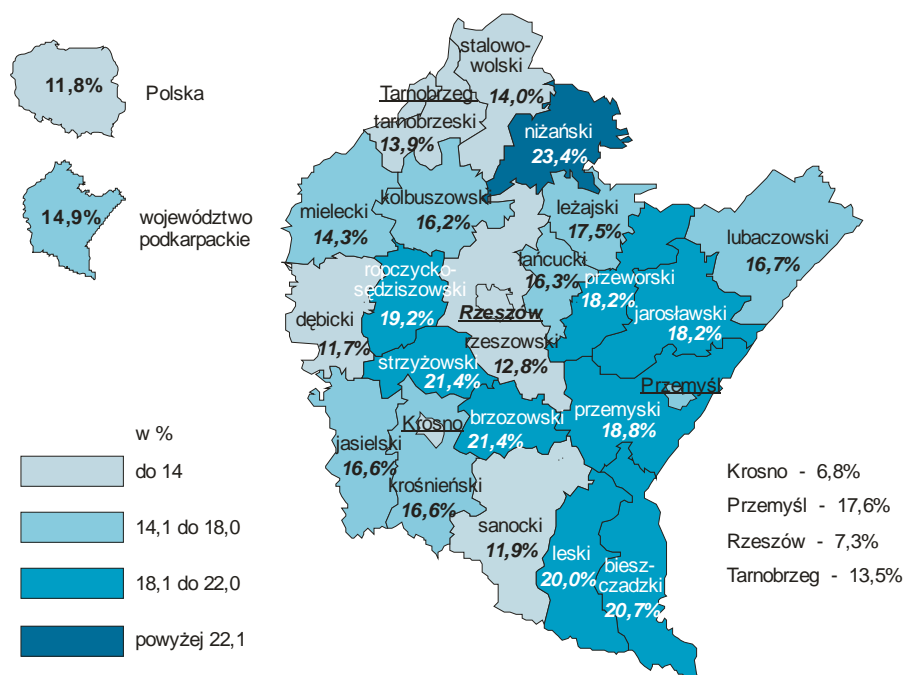 11,8%
Polska
14,9%
województwo
podkarpackie
stalowo-
wolski
14,0%
Tarnobrzeg
tarnobrzeski
13,9%
niżański
23,4%
kolbuszowski
16,2%
mielecki
14,3%
leżajski
17,5%
lubaczowski
16,7%
łańcucki
16,3%
przeworski
18,2%
jarosławski
18,2%
ropczycko-
sędziszowski
19,2%
dębicki
11,7%
Rzeszów
rzeszowski
12,8%
strzyżowski
21,4%
Przemyśl
przemyski
18,8%
brzozowski
21,4%
Krosno
jasielski
16,6%
krośnieński
16,6%
sanocki
11,9%
leski
20,0%
biesz-
czadzki
20,7%
w %
do 14
14,1 do 18,0
18,1 do 22,0
powyżej 22,1
Krosno - 6,8%
Przemyśl - 17,6%
Rzeszów - 7,3%
Tarnobrzeg - 13,5%